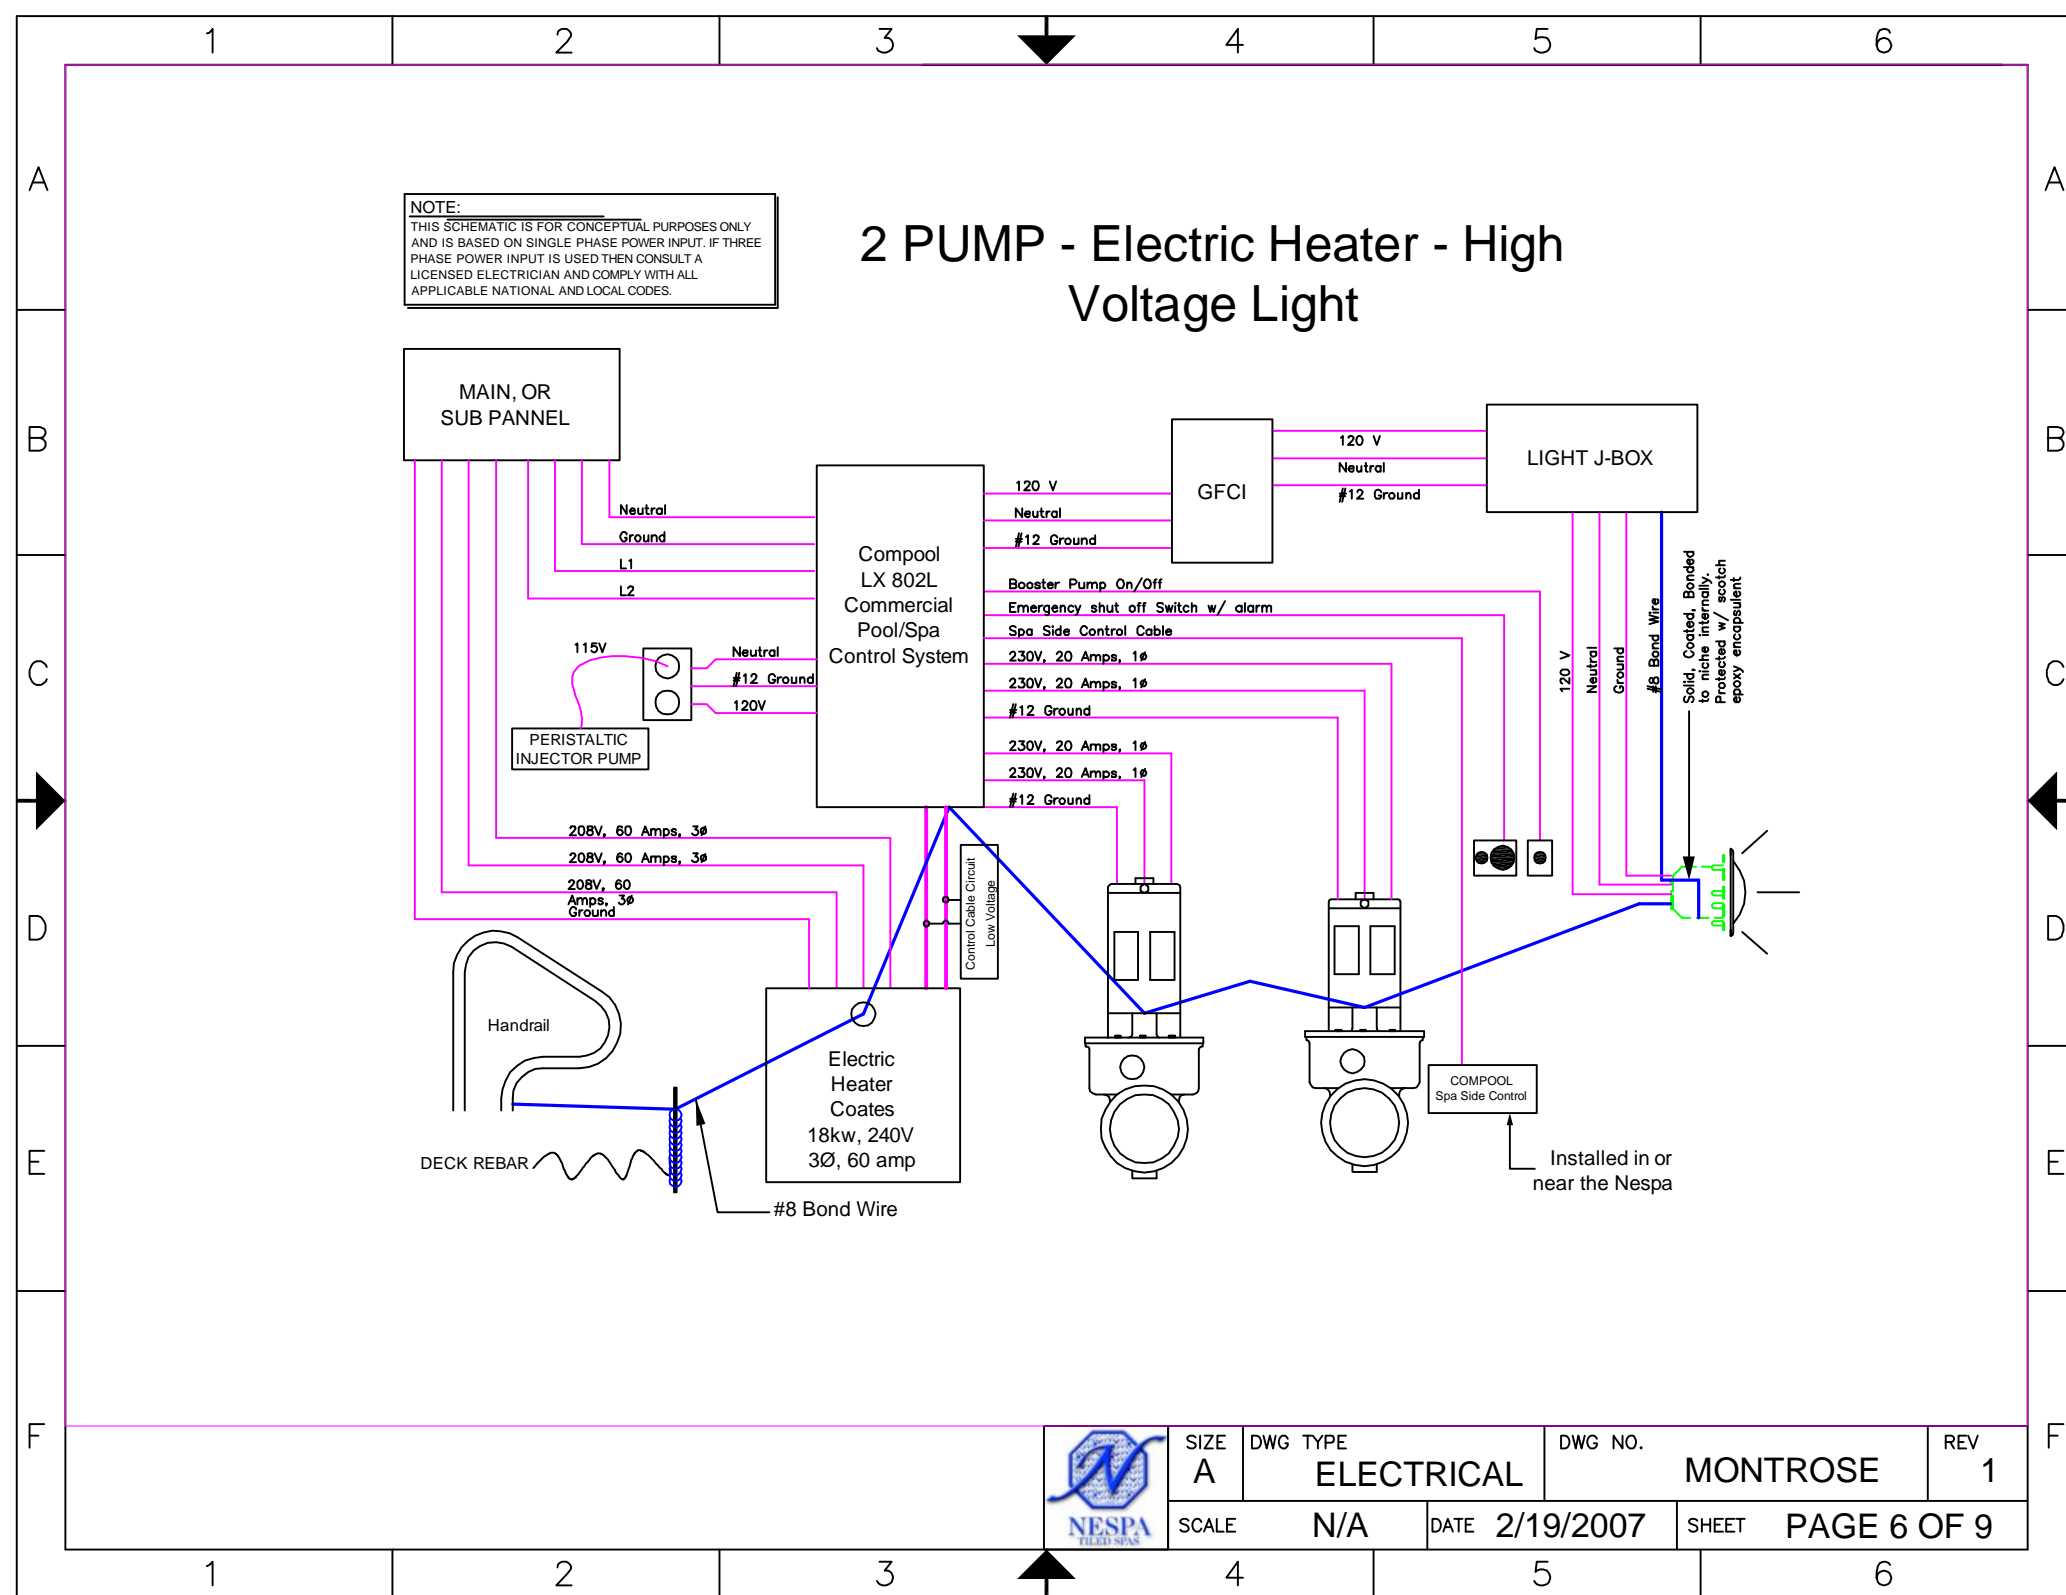 1 2 3 4 5 6
A A
B B
C C
D D
E E
F F
NOTE:
THIS SCHEMATIC IS FOR CONCEPTUAL PURPOSES ONLY
AND IS BASED ON SINGLE PHASE POWER INPUT. IF THREE
PHASE POWER INPUT IS USED THEN CONSULT A
LICENSED ELECTRICIAN AND COMPLY WITH ALL
APPLICABLE NATIONAL AND LOCAL CODES.
2 PUMP - Electric Heater - High
Voltage Light
MAIN, OR
SUB PANNEL
Neutral
Ground
L1
L2
115V
Neutral
#12 Ground
120V
PERISTALTIC
INJECTOR PUMP
208V, 60 Amps, 3ø
208V, 60 Amps, 3ø
208V, 60
Amps, 3ø
Ground
Compool
LX 802L
Commercial
Pool/Spa
Control System
120 V
Neutral
#12 Ground
GFCI
120 V
Neutral
#12 Ground
LIGHT J-BOX
Booster Pump On/Off
Emergency shut off Switch w/ alarm
Spa Side Control Cable
230V, 20 Amps, 1ø
230V, 20 Amps, 1ø
#12 Ground
230V, 20 Amps, 1ø
230V, 20 Amps, 1ø
#12 Ground
120 V
Neutral
Ground
#8 Bond Wire
Solid, Coated, Bonded
to niche internally.
Protected w/ scotch
epoxy encapsulent
Control Cable Circuit
Low Voltage
Handrail
DECK REBAR
#8 Bond Wire
Electric
Heater
Coates
18kw, 240V
3Ø, 60 amp
COMPOOL
Spa Side Control
Installed in or
near the Nespa
NESPA
TILED SPAS
SIZE
A
DWG TYPE
ELECTRICAL
DWG NO.
MONTROSE
REV
1
SCALE N/A
DATE 2/19/2007
SHEET PAGE 6 OF 9
1 2 3 4 5 6